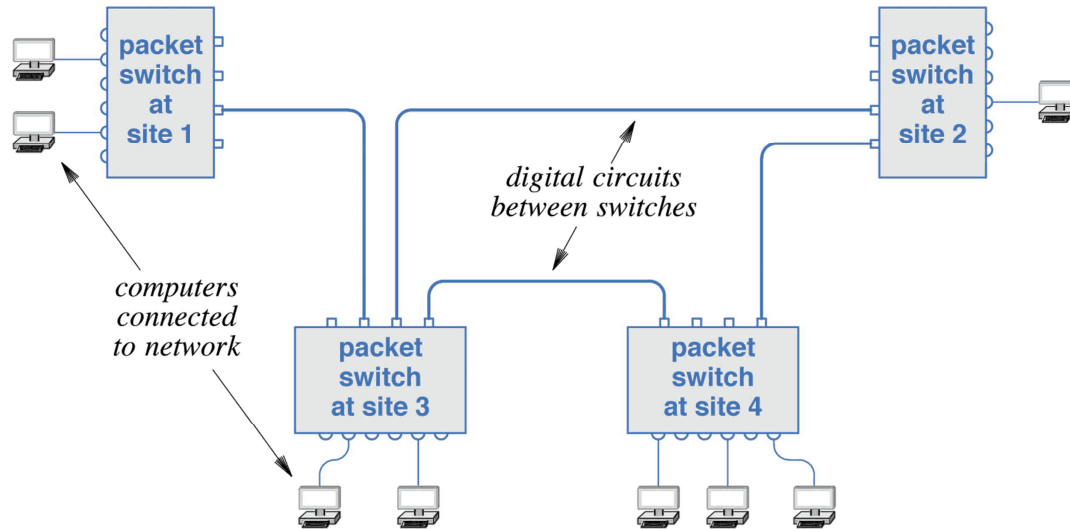 packet
switch
at
site 1
packet
switch
at
site 2
digital circuits
between switches
computers
connected
to network
packet
switch
at site 3
packet
switch
at site 4